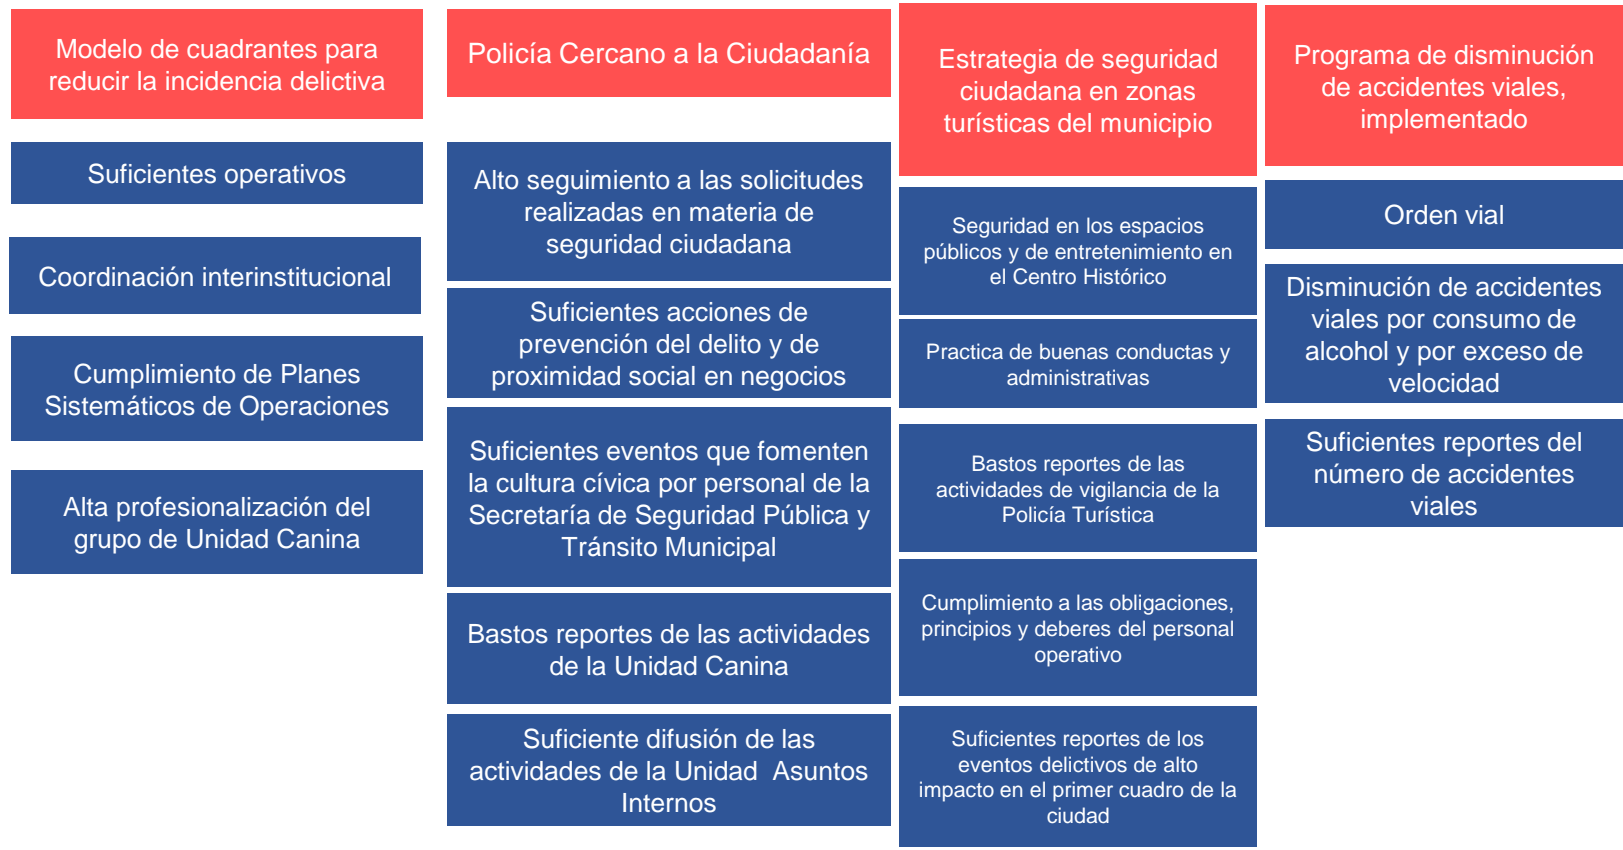 Modelo de cuadrantes para
reducir la incidencia delictiva
Suficientes operativos
Coordinación interinstitucional
Cumplimiento de Planes
Sistemáticos de Operaciones
Alta profesionalización del
grupo de Unidad Canina
Policía Cercano a la Ciudadanía
Alto seguimiento a las solicitudes
realizadas en materia de
seguridad ciudadana
Suficientes acciones de
prevención del delito y de
proximidad social en negocios
Suficientes eventos que fomenten
la cultura cívica por personal de la
Secretaría de Seguridad Pública y
Tránsito Municipal
Bastos reportes de las actividades
de la Unidad Canina
Suficiente difusión de las
actividades de la Unidad  Asuntos
Internos
Estrategia de seguridad
ciudadana en zonas
turísticas del municipio
Seguridad en los espacios
públicos y de entretenimiento en
el Centro Histórico
Practica de buenas conductas y
administrativas
Bastos reportes de las
actividades de vigilancia de la
Policía Turística
Cumplimiento a las obligaciones,
principios y deberes del personal
operativo
Suficientes reportes de los
eventos delictivos de alto
impacto en el primer cuadro de la
ciudad
Programa de disminución
de accidentes viales,
implementado
Orden vial
Disminución de accidentes
viales por consumo de
alcohol y por exceso de
velocidad
Suficientes reportes del
número de accidentes
viales